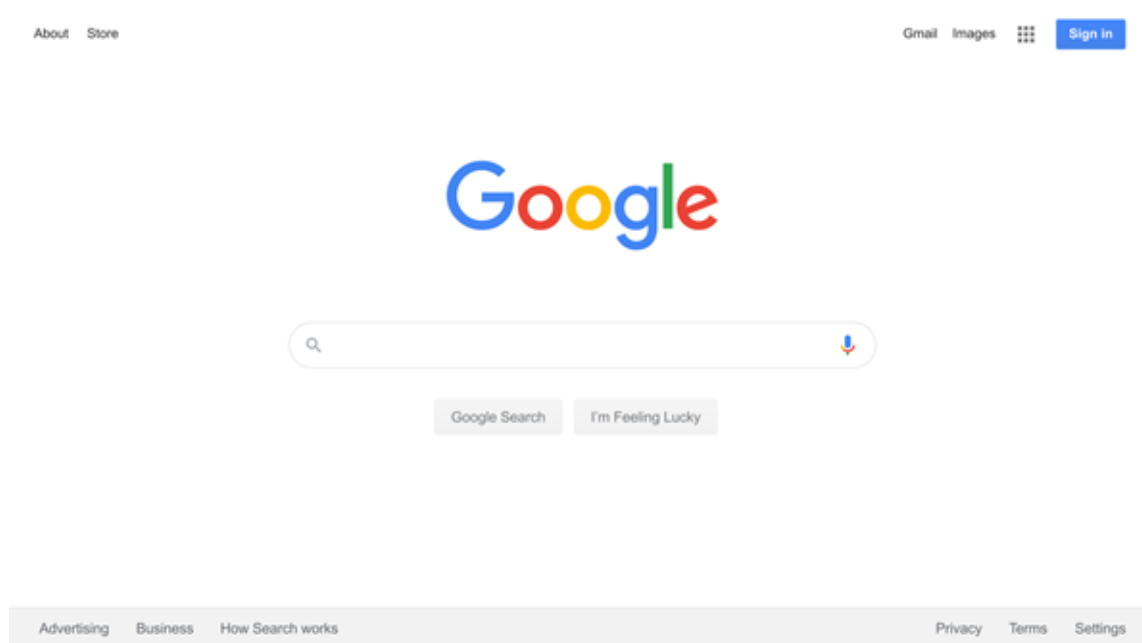 About Store Gmail Images Sign in
Google
Google Search I'm Feeling Lucky
Advertising Business How Search works Privacy Terms Settings